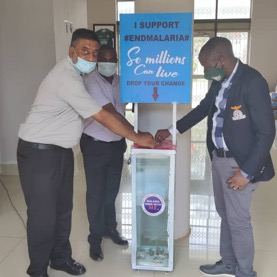 I SUPPORT
#ENDMALARIA#
So millions
Can live
DROP YOUR CHANGE